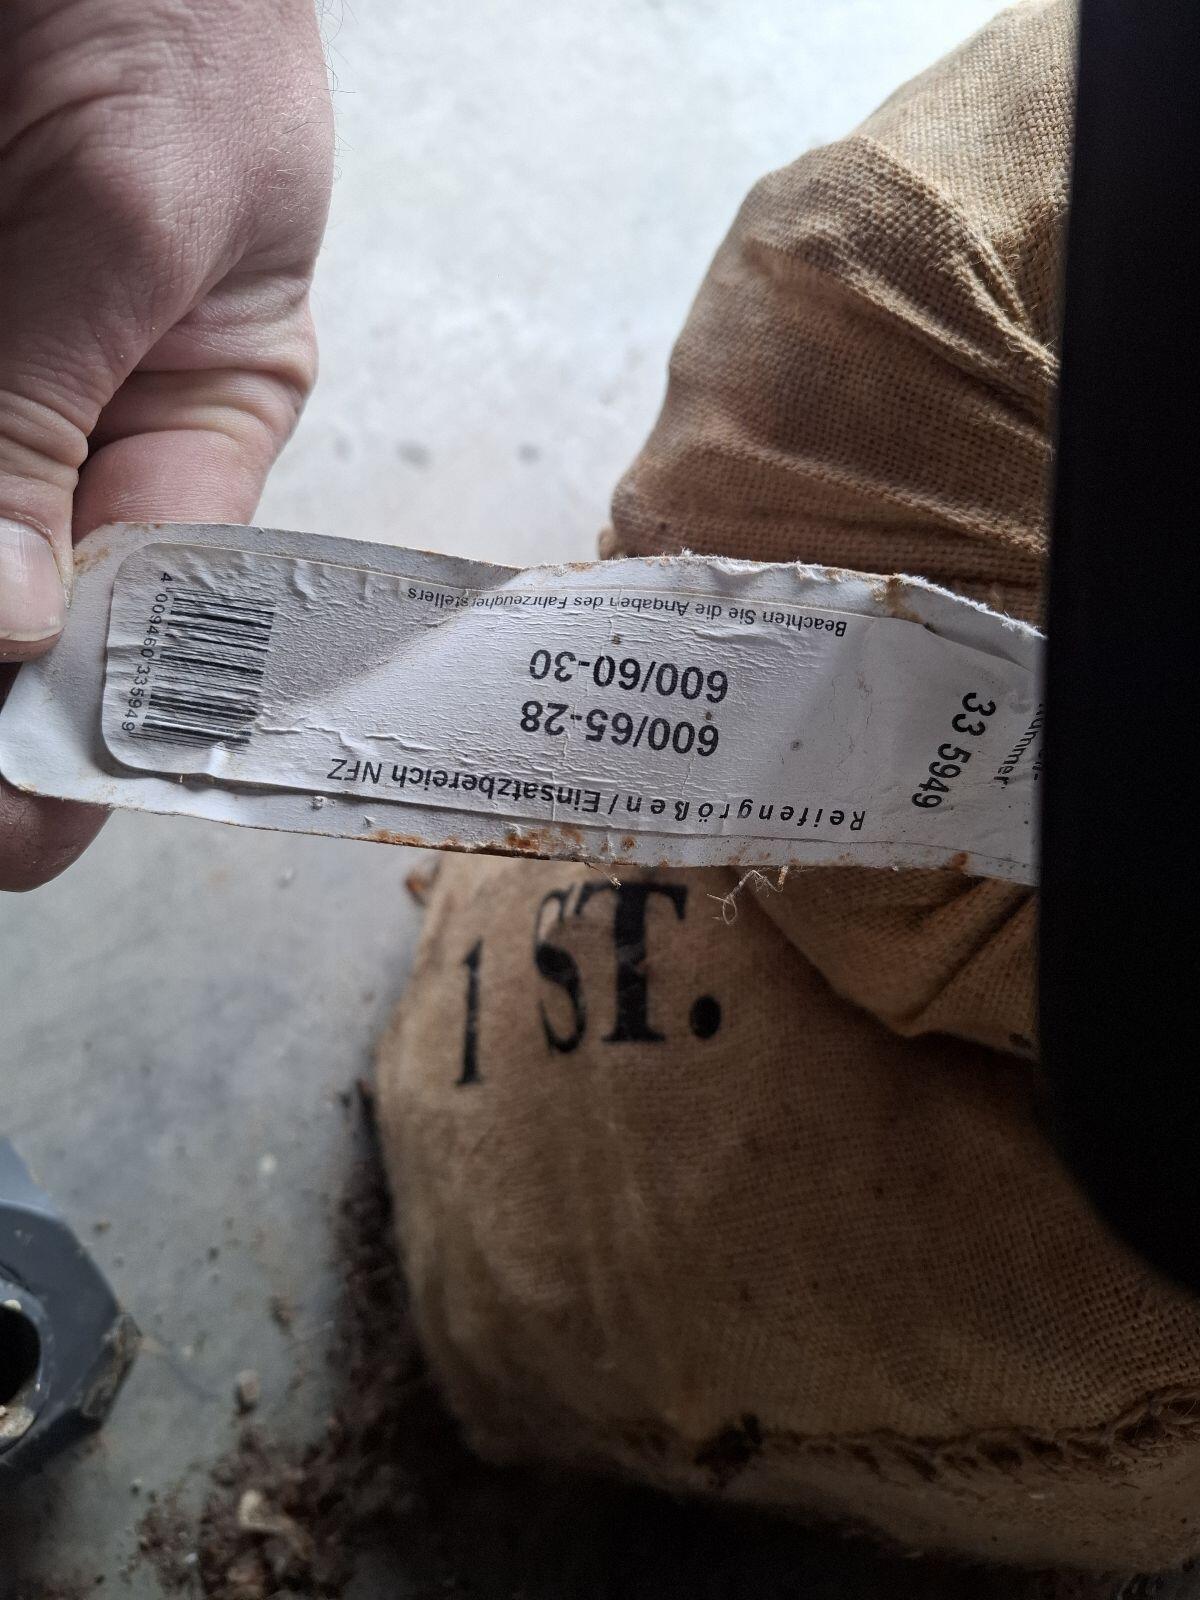 Reifengrößen / Einsatzbereich NFZ
600/65-28
600/60-30
Beachten Sie die Angaben des Fahrzeugherstellers
4 009460 335949
33 5949
1 ST.